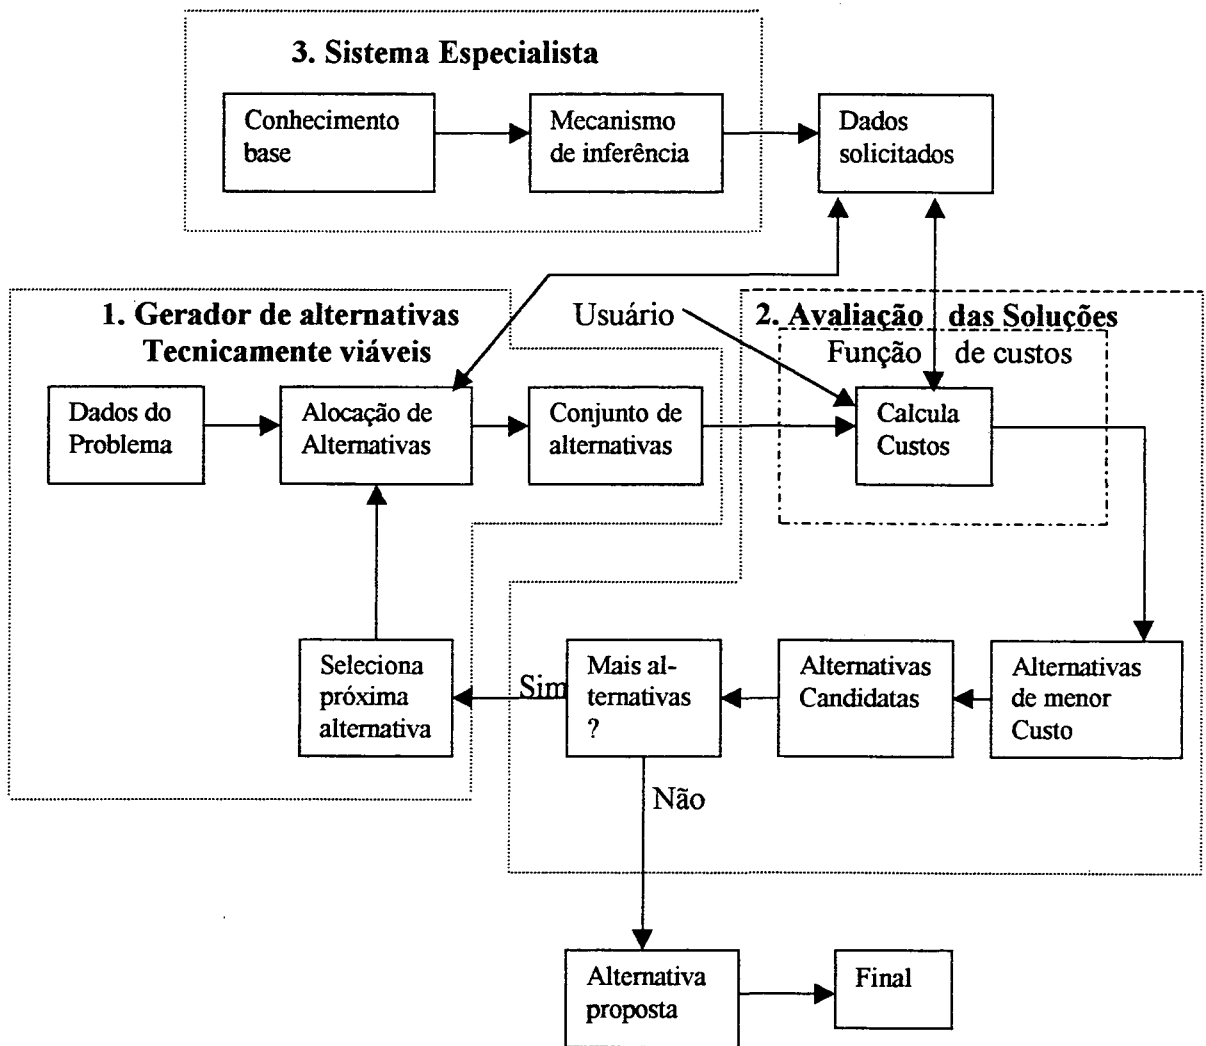 3. Sistema Especialista
Conhecimento
base
Mecanismo
de inferência
Dados
solicitados
1. Gerador de alternativas
Tecnicamente viáveis
Usuário
2. Avaliação das Soluções
Função de custos
Dados do
Problema
Alocação de
Alternativas
Conjunto de
alternativas
Calcula
Custos
Seleciona
próxima
alternativa
Sim
Mais al-
ternativas
?
Alternativas
Candidatas
Alternativas
de menor
Custo
Não
Alternativa
proposta
Final